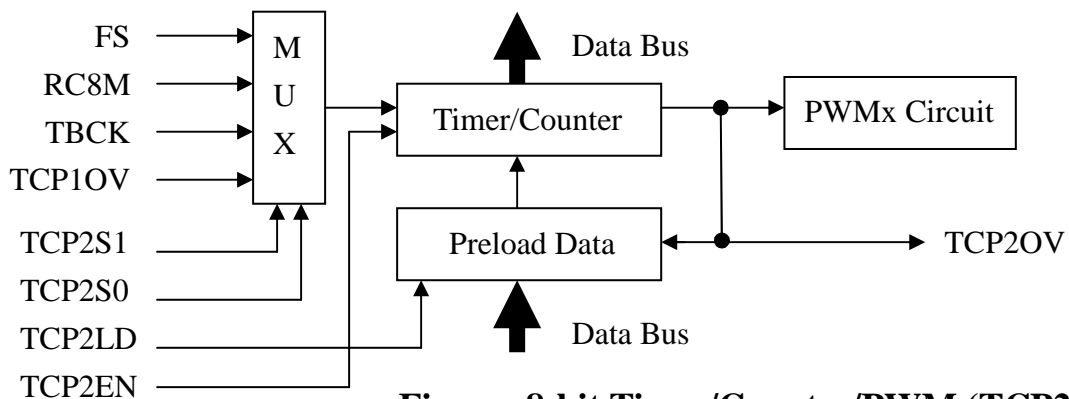 FS
RC8M
TBCK
TCP1OV
TCP2S1
TCP2S0
TCP2LD
TCP2EN
M
U
X
Data Bus
Timer/Counter
PWMx Circuit
Preload Data
TCP2OV
Data Bus